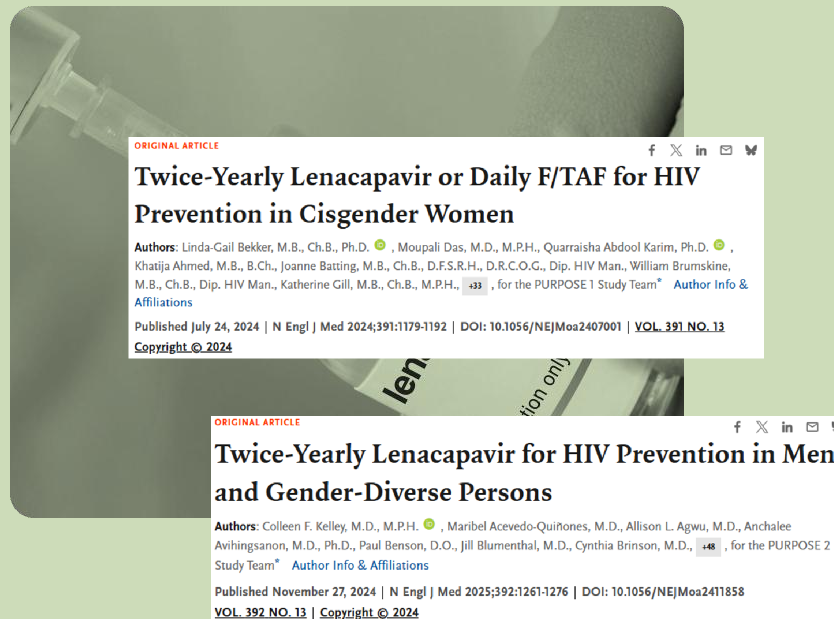 ORIGINAL ARTICLE
Twice-Yearly Lenacapavir or Daily F/TAF for HIV
Prevention in Cisgender Women
Authors: Linda-Gail Bekker, M.B., Ch.B., Ph.D. , Moupali Das, M.D., M.P.H., Quarraisha Abdool Karim, Ph.D. ,
Khatija Ahmed, M.B., B.Ch., Joanne Batting, M.B., Ch.B., D.F.S.R.H., D.R.C.O.G., Dip. HIV Man., William Brumskine,
M.B., Ch.B., Dip. HIV Man., Katherine Gill, M.B., Ch.B., M.P.H., +33 , for the PURPOSE 1 Study Team* Author Info &
Affiliations
Published July 24, 2024 | N Engl J Med 2024;391:1179-1192 | DOI: 10.1056/NEJMoa2407001 | VOL. 391 NO. 13
Copyright © 2024
len
tion only
ORIGINAL ARTICLE
Twice-Yearly Lenacapavir for HIV Prevention in Men
and Gender-Diverse Persons
Authors: Colleen F. Kelley, M.D., M.P.H. , Maribel Acevedo-Quiñones, M.D., Allison L. Agwu, M.D., Anchalee
Avihingsanon, M.D., Ph.D., Paul Benson, D.O., Jill Blumenthal, M.D., Cynthia Brinson, M.D., +48 , for the PURPOSE 2
Study Team* Author Info & Affiliations
Published November 27, 2024 | N Engl J Med 2025;392:1261-1276 | DOI: 10.1056/NEJMoa2411858
VOL. 392 NO. 13 | Copyright © 2024